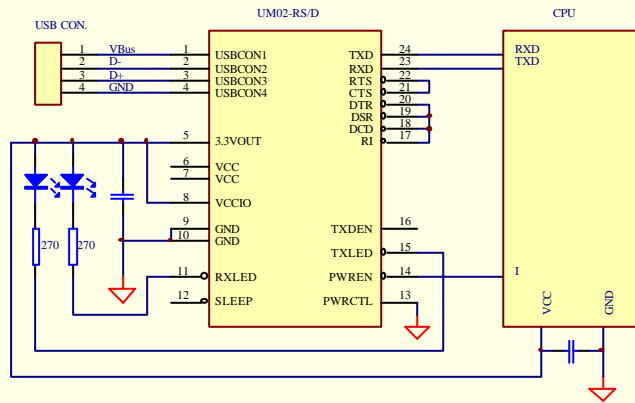 UM02-RS/D
CPU
USB CON.
1 VBus 1 USBCON1
2 D- 2 USBCON2
3 D+ 3 USBCON3
4 GND 4 USBCON4
5 3.3VOUT
6 VCC
7 VCC
8 VCCIO
9 GND
10 GND
11 RXLED
12 SLEEP
270
270
TXD 24 RXD
RXD 23 TXD
RTS 22
CTS 21
DTR 20
DSR 19
DCD 18
RI 17
TXDEN 16
TXLED 15
PWREN 14 I
PWRCTL 13
VCC
GND